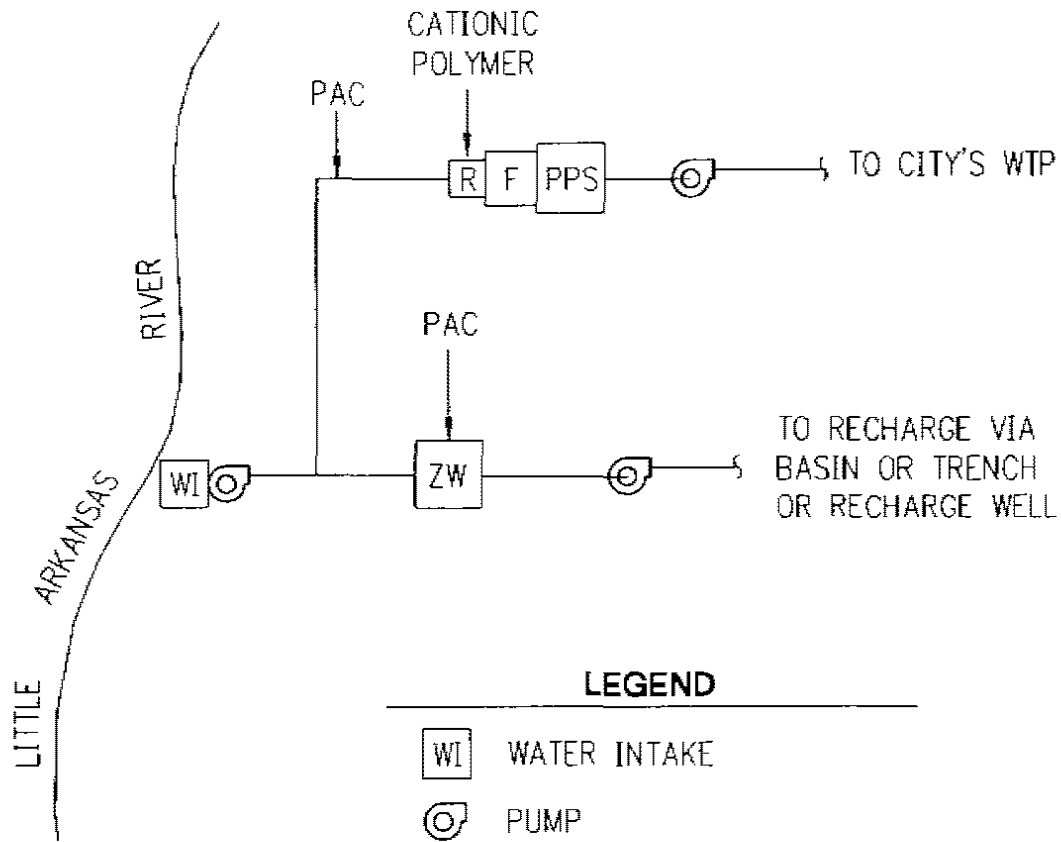 CATIONIC
POLYMER
PAC
R F PPS
TO CITY'S WTP
RIVER
PAC
TO RECHARGE VIA
BASIN OR TRENCH
OR RECHARGE WELL
WI
ZW
ARKANSAS
LITTLE
LEGEND
WI WATER INTAKE
PUMP